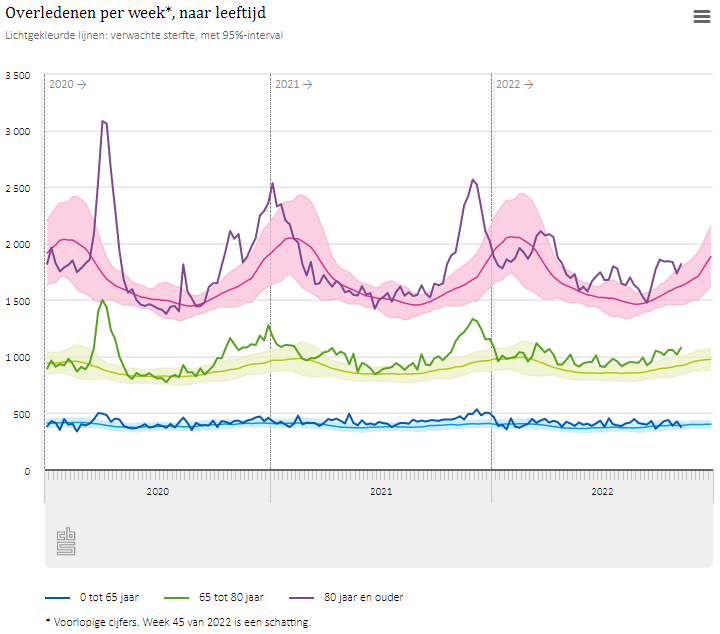 Overledenen per week*, naar leeftijd
Lichtgekleurde lijnen: verwachte sterfte, met 95%-interval
3 500
2020 →
2021 →
2022 →
3 000
2 500
2 000
1 500
1 000
500
0
2020
2021
2022
cbs
0 tot 65 jaar
65 tot 80 jaar
80 jaar en ouder
* Voorlopige cijfers. Week 45 van 2022 is een schatting.